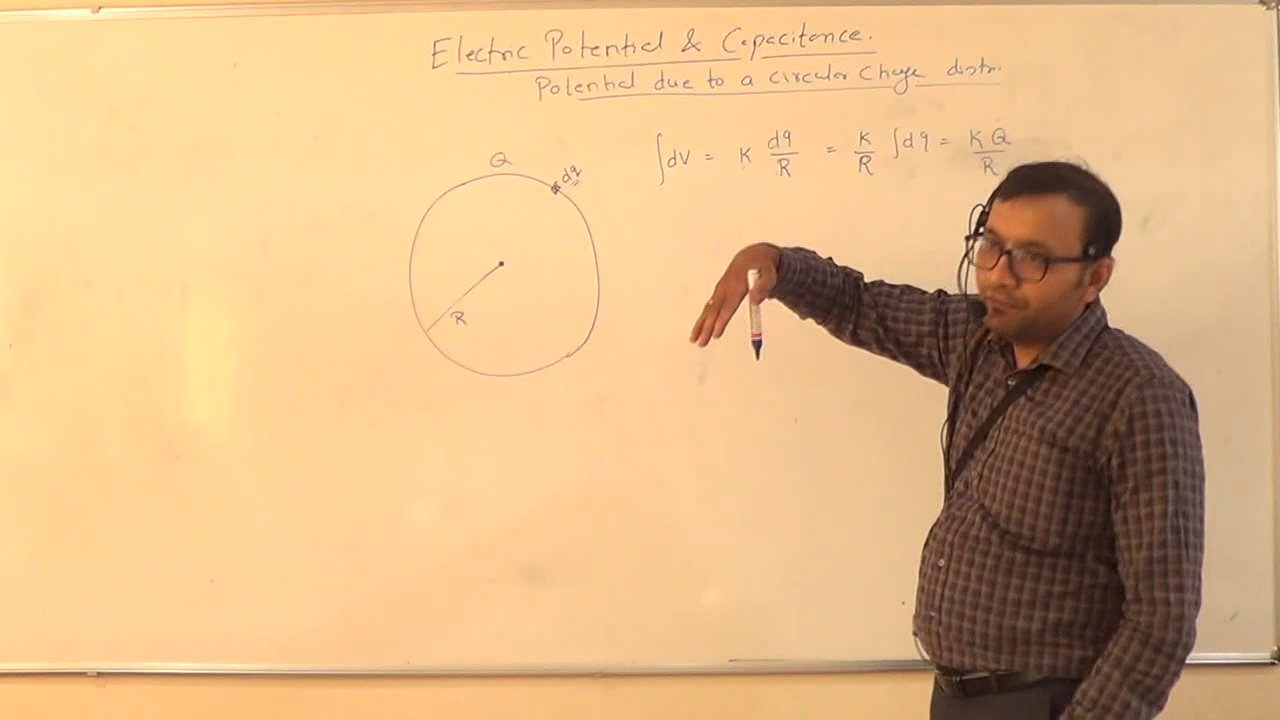 Electric Potential & Capacitance.
Potential due to a circular Charge distr.
∫dV = K dq/R = K/R ∫dq = KQ/R
Q
dq
R